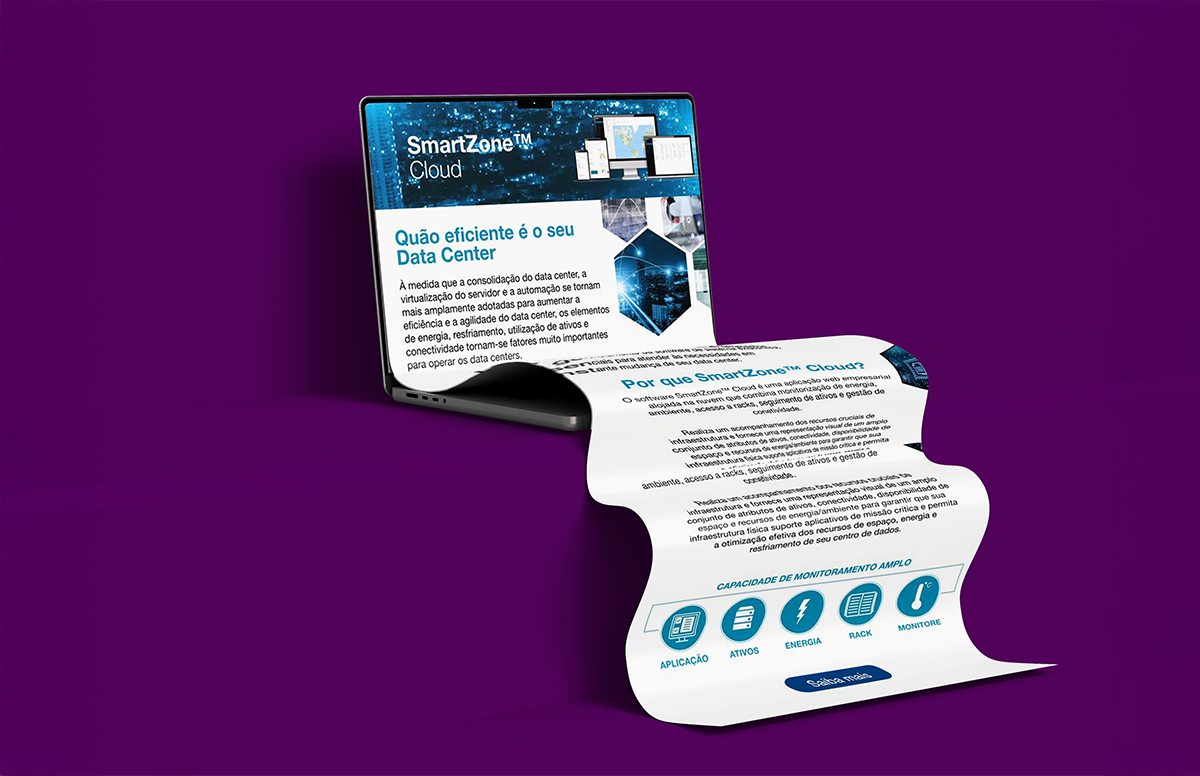 SmartZone™
Cloud
Quão eficiente é o seu
Data Center
À medida que a consolidação do data center, a
virtualização do servidor e a automação se tornam
mais amplamente adotadas para aumentar a
eficiência e a agilidade do data center, os elementos
de energia, resfriamento, utilização de ativos e
conectividade tornam-se fatores muito importantes
para operar os data centers.
para atender às necessidades em
mudança de seu data center.
Por que SmartZone™ Cloud?
O software SmartZone™ Cloud é uma aplicação web empresarial
alojada na nuvem que combina monitorização de energia,
ambiente, acesso a racks, seguimento de ativos e gestão de
conetividade.
Realiza um acompanhamento dos recursos cruciais de
infraestrutura e fornece uma representação visual de um amplo
conjunto de atributos de ativos, conectividade, disponibilidade de
espaço e recursos de energia/ambiente para garantir que sua
infraestrutura física suporte aplicativos de missão crítica e permita
ambiente, acesso a racks, seguimento de ativos e gestão de
conetividade.
Realiza um acompanhamento dos recursos cruciais de
infraestrutura e fornece uma representação visual de um amplo
conjunto de atributos de ativos, conectividade, disponibilidade de
espaço e recursos de energia/ambiente para garantir que sua
infraestrutura física suporte aplicativos de missão crítica e permita
a otimização efetiva dos recursos de espaço, energia e
resfriamento de seu centro de dados.
CAPACIDADE DE MONITORAMENTO AMPLO
°C
APLICAÇÃO ATIVOS ENERGIA RACK MONITORE
Saiba mais